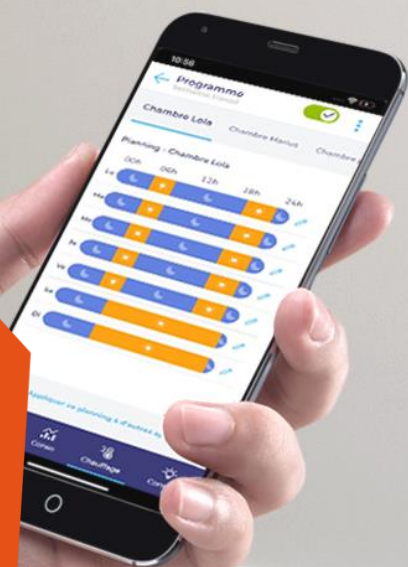 10:56
Programme
Chambre Lola
Chambre Marius
Chambre
Planning - Chambre Lola
00h 06h 12h 18h 24h
Lu
Ma
Me
Je
Ve
Sa
Di
Appliquer ce planning à d'autres
Conso
Chauffage